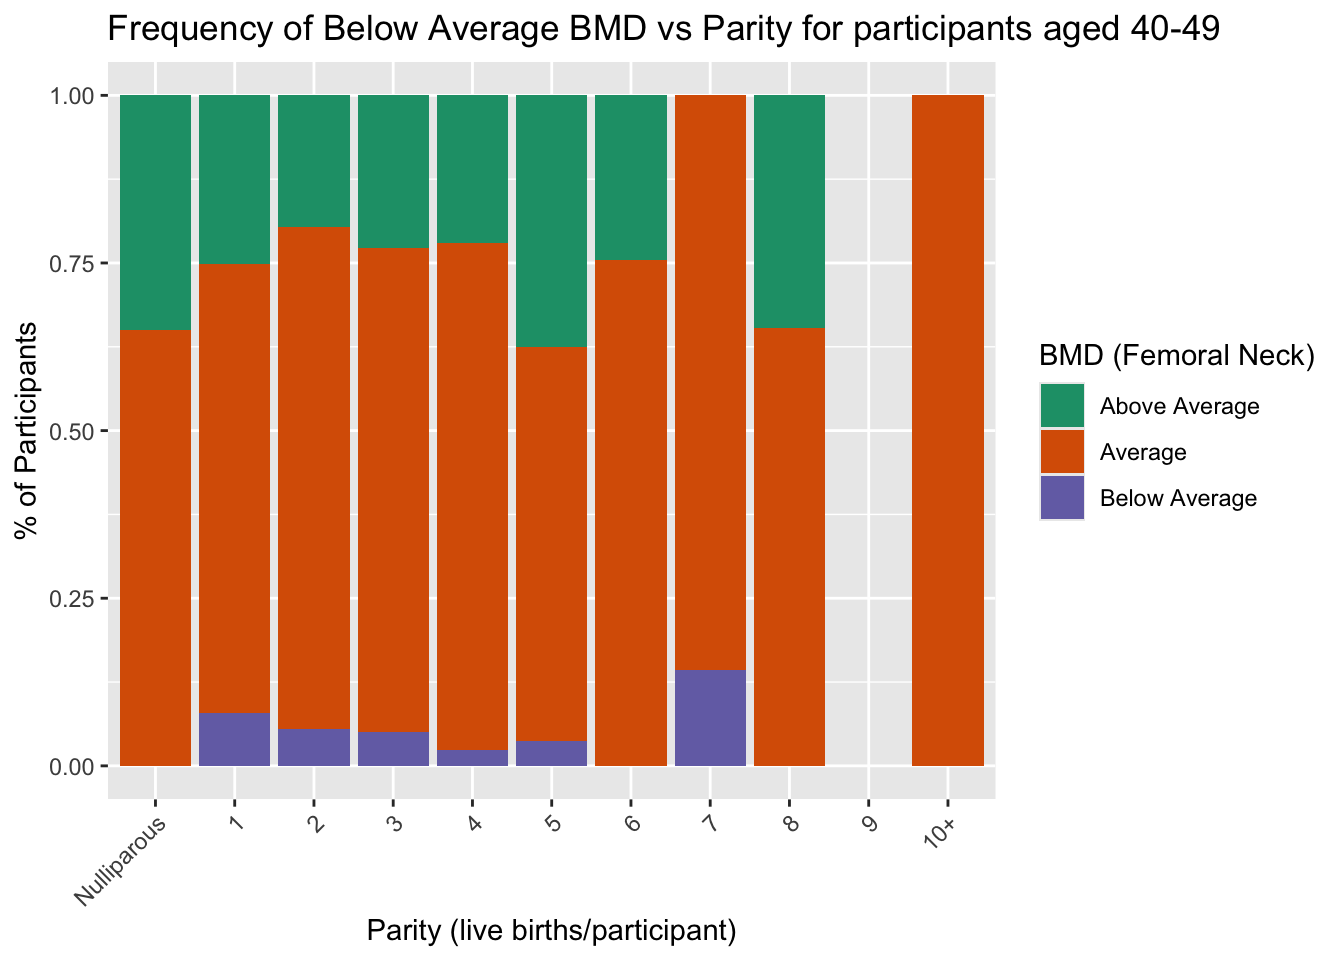 Frequency of Below Average BMD vs Parity for participants aged 40-49
% of Participants
1.00
0.75
0.50
0.25
0.00
Nulliparous
1
2
3
4
5
6
7
8
9
10+
Parity (live births/participant)
BMD (Femoral Neck)
Above Average
Average
Below Average